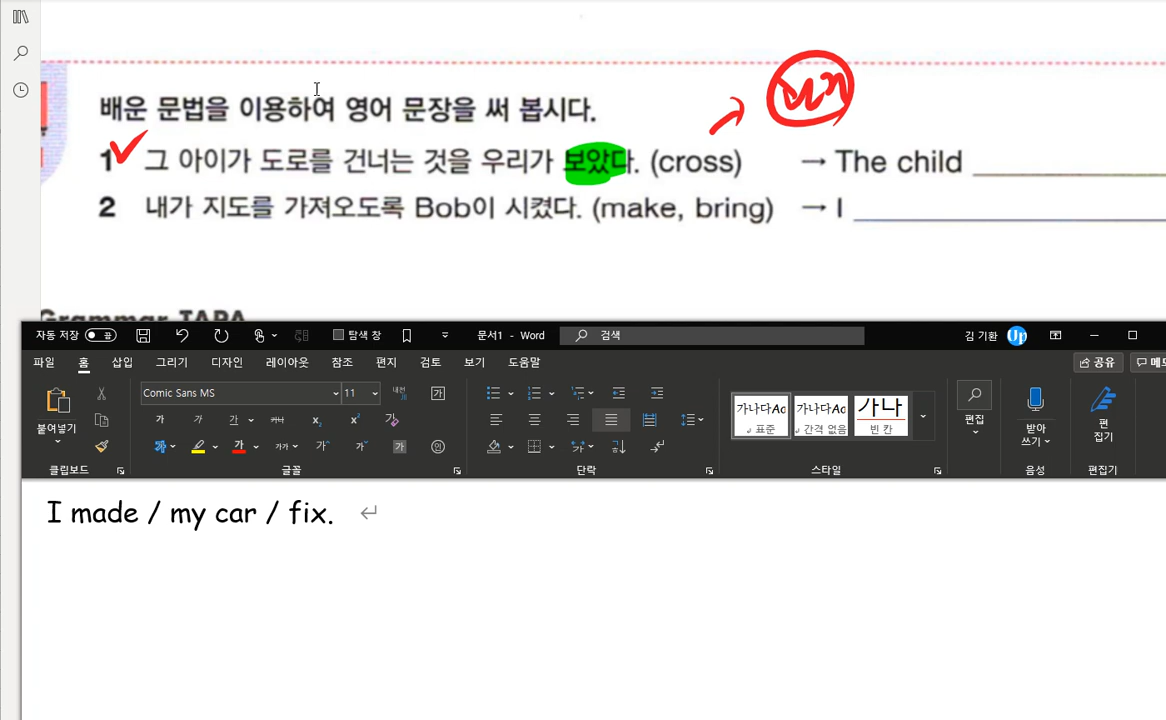 배운 문법을 이용하여 영어 문장을 써 봅시다.
1 그 아이가 도로를 건너는 것을 우리가 보았다. (cross) → The child
2 내가 지도를 가져오도록 Bob이 시켰다. (make, bring) → I
자동 저장 끔 탐색 창 문서1 - Word 검색 김 기환
파일 홈 삽입 그리기 디자인 레이아웃 참조 편지 검토 보기 도움말 공유
Comic Sans MS 11 가나다Ac 가나다Ac 가나
붙여넣기 표준 간격 없음 빈 칸 편집 받아쓰기 편집기
클립보드 글꼴 단락 스타일 음성 편집기
I made / my car / fix.